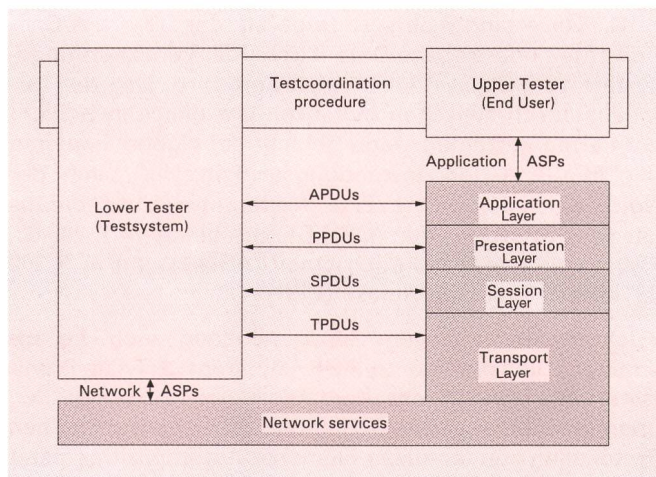 Testcoordination
procedure
Upper Tester
(End User)
Application ASPs
Lower Tester
(Testsystem)
APDUs
Application
Layer
PPDUs
Presentation
Layer
SPDUs
Session
Layer
TPDUs
Transport
Layer
Network ASPs
Network services